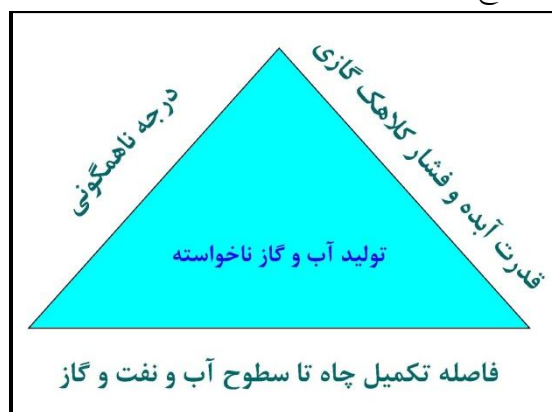 درجه ناهمگونی
قدرت آبده و فشار کلاهک گازی
تولید آب و گاز ناخواسته
فاصله تکمیل چاه تا سطوح آب و نفت و گاز